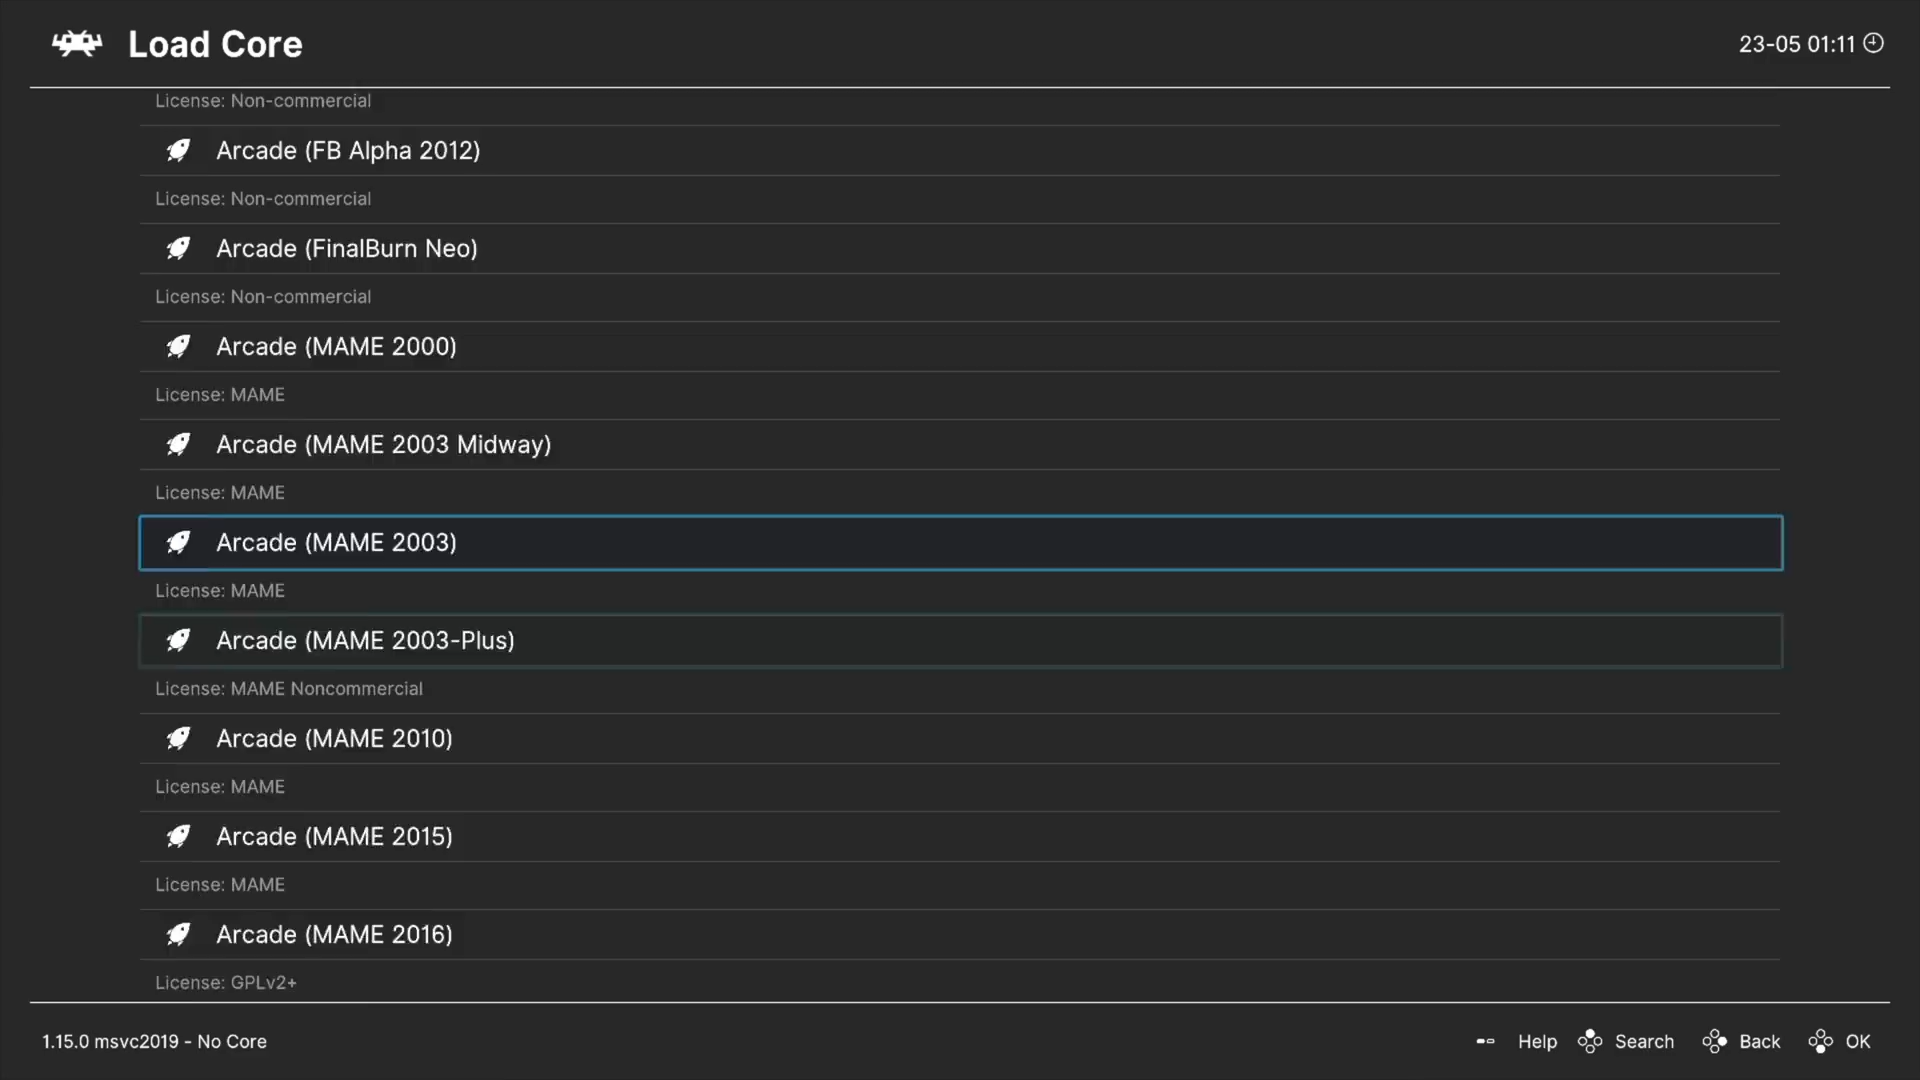 Load Core
23-05 01:11
License: Non-commercial
Arcade (FB Alpha 2012)
License: Non-commercial
Arcade (FinalBurn Neo)
License: Non-commercial
Arcade (MAME 2000)
License: MAME
Arcade (MAME 2003 Midway)
License: MAME
Arcade (MAME 2003)
License: MAME
Arcade (MAME 2003-Plus)
License: MAME Noncommercial
Arcade (MAME 2010)
License: MAME
Arcade (MAME 2015)
License: MAME
Arcade (MAME 2016)
License: GPLv2+
1.15.0 msvc2019 - No Core
Help Search Back OK